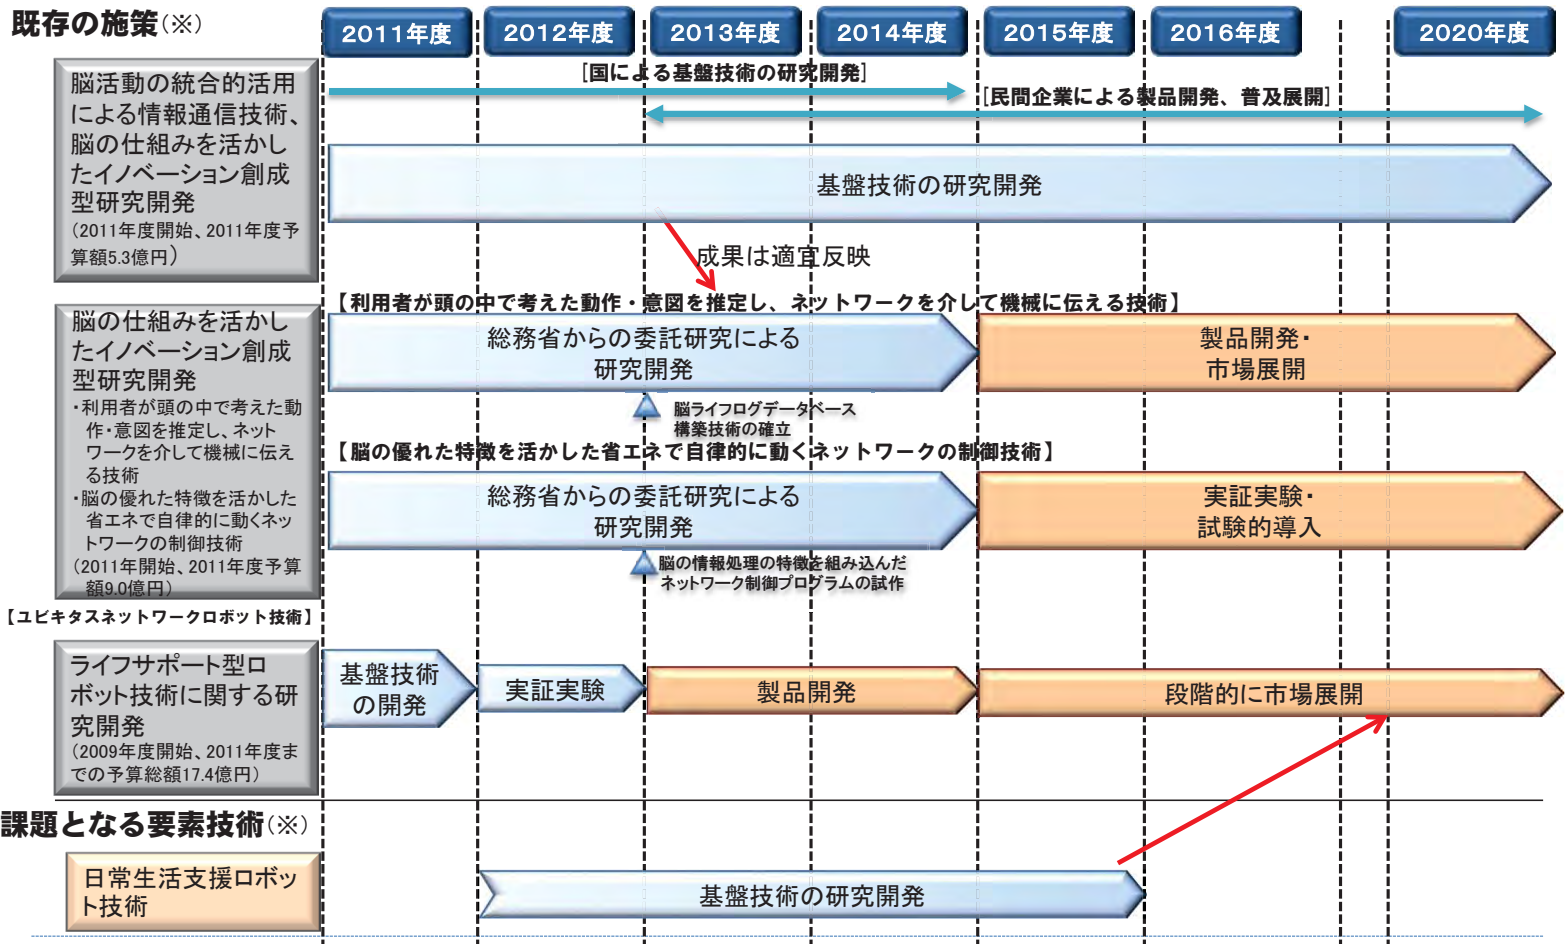 既存の施策(※)
2011年度
2012年度
2013年度
2014年度
2015年度
2016年度
2020年度
[国による基盤技術の研究開発]
[民間企業による製品開発、普及展開]
脳活動の統合的活用
による情報通信技術、
脳の仕組みを活かし
たイノベーション創成
型研究開発
(2011年度開始、2011年度予
算額5.3億円)
基盤技術の研究開発
成果は適宜反映
【利用者が頭の中で考えた動作・意図を推定し、ネットワークを介して機械に伝える技術】
脳の仕組みを活かし
たイノベーション創成
型研究開発
・利用者が頭の中で考えた動
作・意図を推定し、ネット
ワークを介して機械に伝え
る技術
・脳の優れた特徴を活かした
省エネで自律的に動くネッ
トワークの制御技術
(2011年開始、2011年度予算
額9.0億円)
総務省からの委託研究による
研究開発
製品開発・
市場展開
脳ライフログデータベース
構築技術の確立
【脳の優れた特徴を活かした省エネで自律的に動くネットワークの制御技術】
総務省からの委託研究による
研究開発
実証実験・
試験的導入
脳の情報処理の特徴を組み込んだ
ネットワーク制御プログラムの試作
【ユビキタスネットワークロボット技術】
ライフサポート型ロ
ボット技術に関する研
究開発
(2009年度開始、2011年度ま
での予算総額17.4億円)
基盤技術
の開発
実証実験
製品開発
段階的に市場展開
課題となる要素技術(※)
日常生活支援ロボッ
ト技術
基盤技術の研究開発